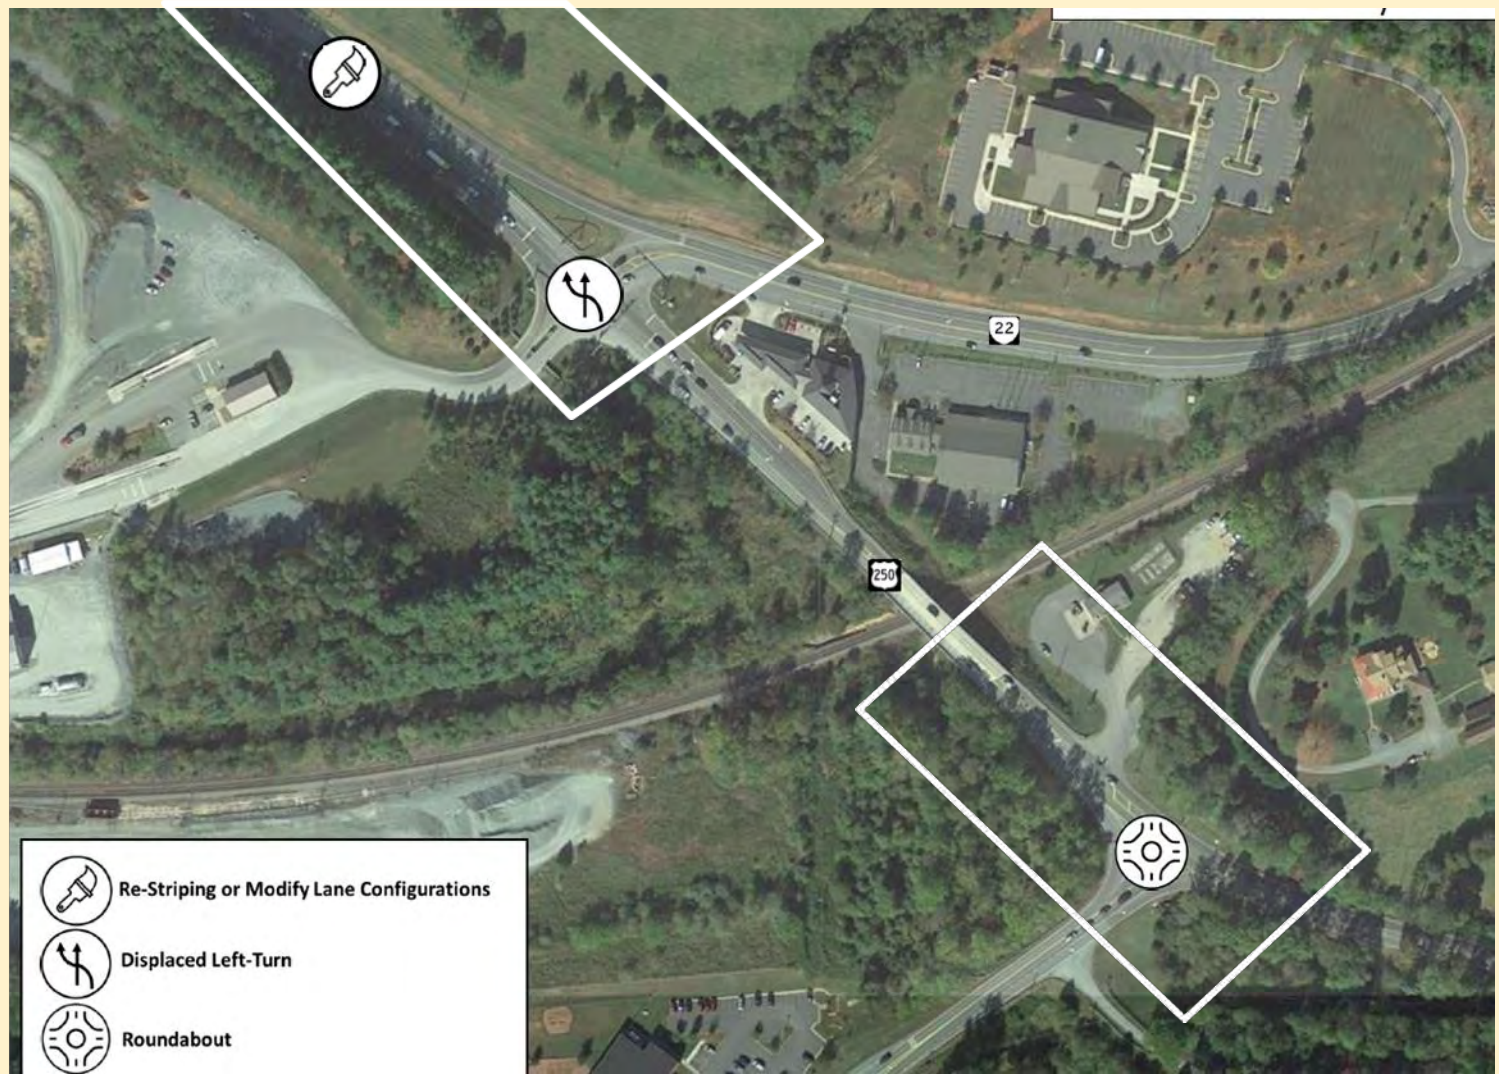 22
250
Re-Striping or Modify Lane Configurations
Displaced Left-Turn
Roundabout